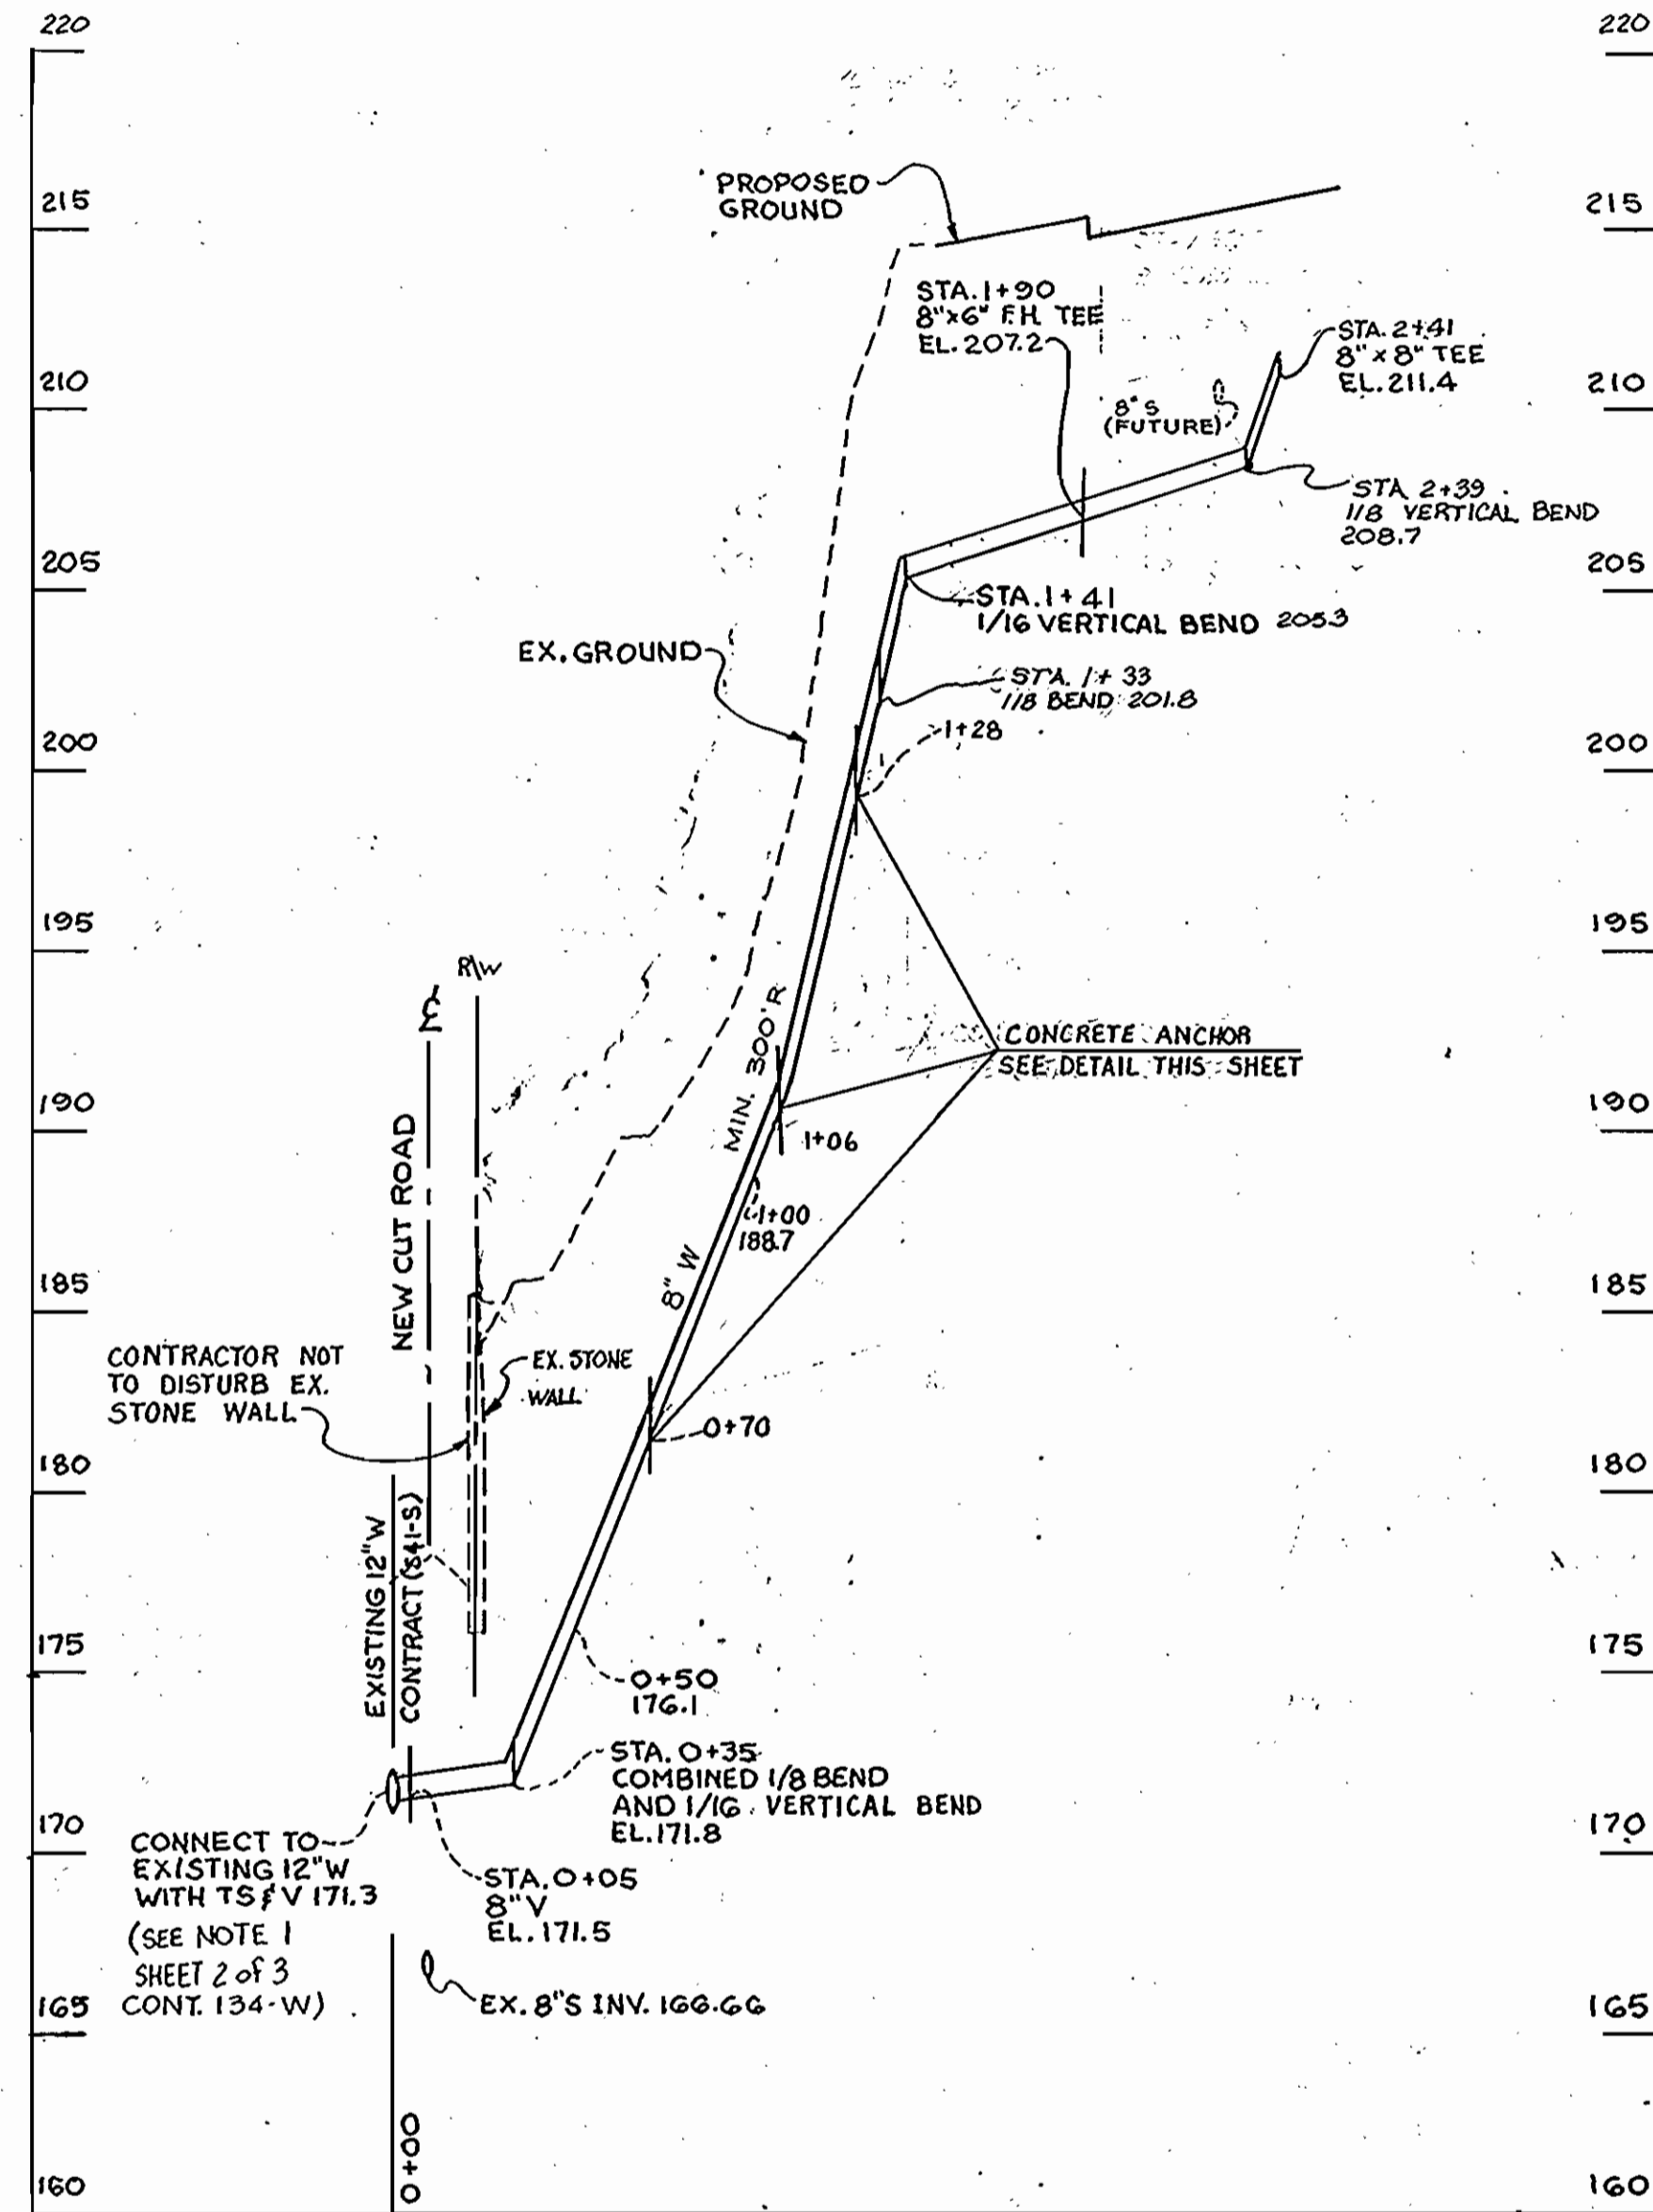 220
220
215
215
210
210
205
205
200
200
195
195
190
190
185
185
180
180
175
175
170
170
165
165
160
160
PROPOSED
GROUND
STA. 1+90
8"x6" F.H. TEE
EL. 207.2
STA. 2+41
8" x 8" TEE
EL. 211.4
8" S
(FUTURE)
STA 2+39
1/8 VERTICAL BEND
208.7
STA. 1+41
1/16 VERTICAL BEND 205.3
EX. GROUND
STA. 1+33
1/8 BEND 201.8
1+28
R/W
NEW CUT ROAD
MIN. 300' R
CONCRETE ANCHOR
SEE DETAIL THIS SHEET
1+06
1+00
188.7
8" W
CONTRACTOR NOT
TO DISTURB EX.
STONE WALL
EX. STONE
WALL
0+70
EXISTING 12" W
CONTRACT (841-S)
0+50
176.1
STA. 0+35
COMBINED 1/8 BEND
AND 1/16 VERTICAL BEND
EL. 171.8
CONNECT TO
EXISTING 12" W
WITH TS & V 171.3
(SEE NOTE 1
SHEET 2 of 3
CONT. 134-W)
STA. 0+05
8" V
EL. 171.5
EX. 8" S INV. 166.66
0+00